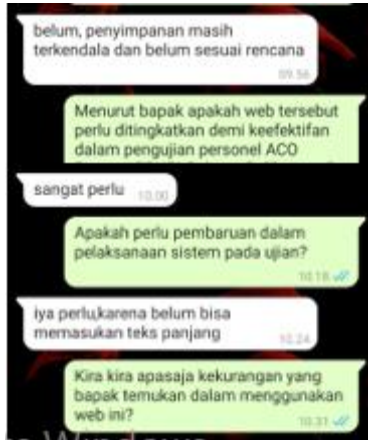 belum, penyimpanan masih
terkendala dan belum sesuai rencana
09.56
Menurut bapak apakah web tersebut
perlu ditingkatkan demi keefektifan
dalam pengujian personel ACO
sangat perlu
10.00
Apakah perlu pembaruan dalam
pelaksanaan sistem pada ujian?
10.18
iya perlu,karena belum bisa
memasukan teks panjang
10.24
Kira kira apasaja kekurangan yang
bapak temukan dalam menggunakan
web ini?
10.31